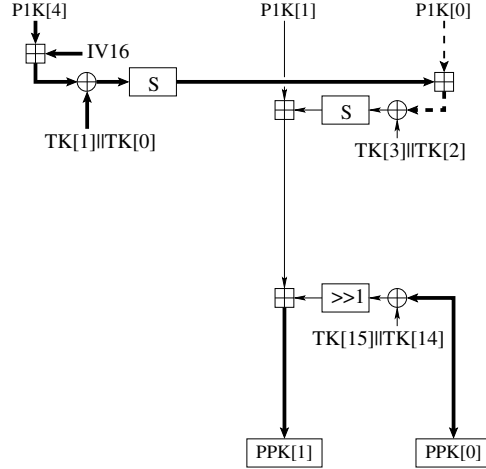 P1K[4] P1K[1] P1K[0]
IV16
S
S
TK[1]||TK[0]
TK[3]||TK[2]
>>1
TK[15]||TK[14]
PPK[1] PPK[0]